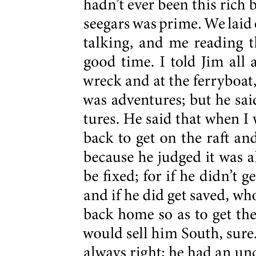 hadn't ever been this rich b
seegars was prime. We laid
talking, and me reading t
good time. I told Jim all a
wreck and at the ferryboat,
was adventures; but he sai
tures. He said that when I w
back to get on the raft and
because he judged it was al
be fixed; for if he didn't ge
and if he did get saved, who
back home so as to get the
would sell him South, sure.
always right; he had an unc